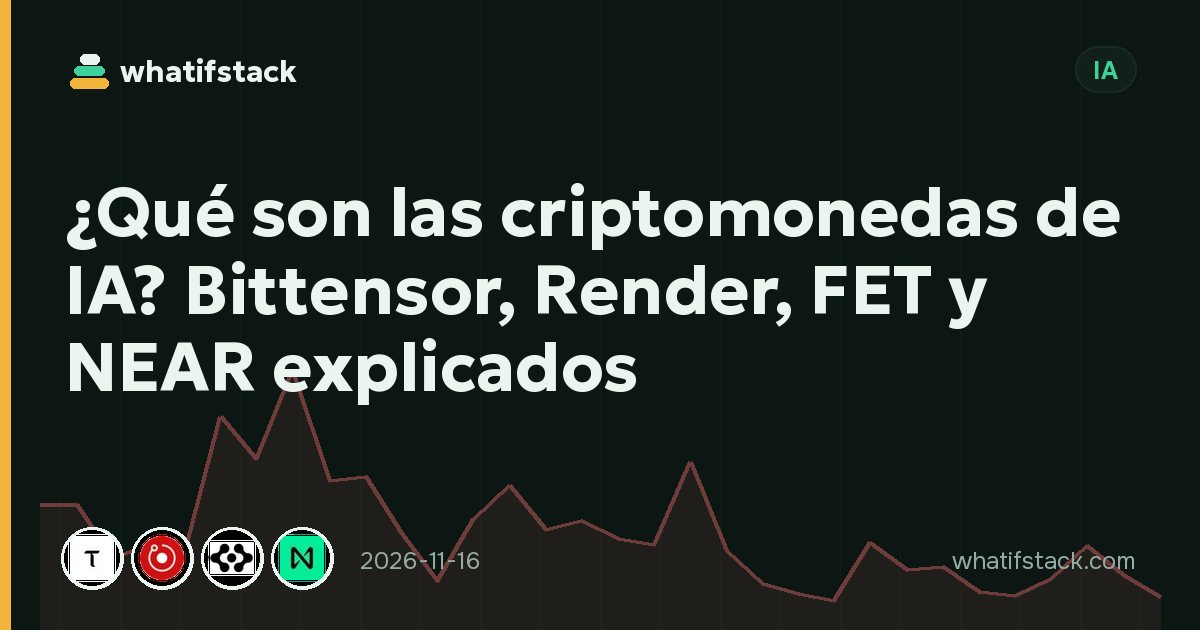 whatifstack
IA
¿Qué son las criptomonedas de
IA? Bittensor, Render, FET y
NEAR explicados
τ
2026-11-16
whatifstack.com